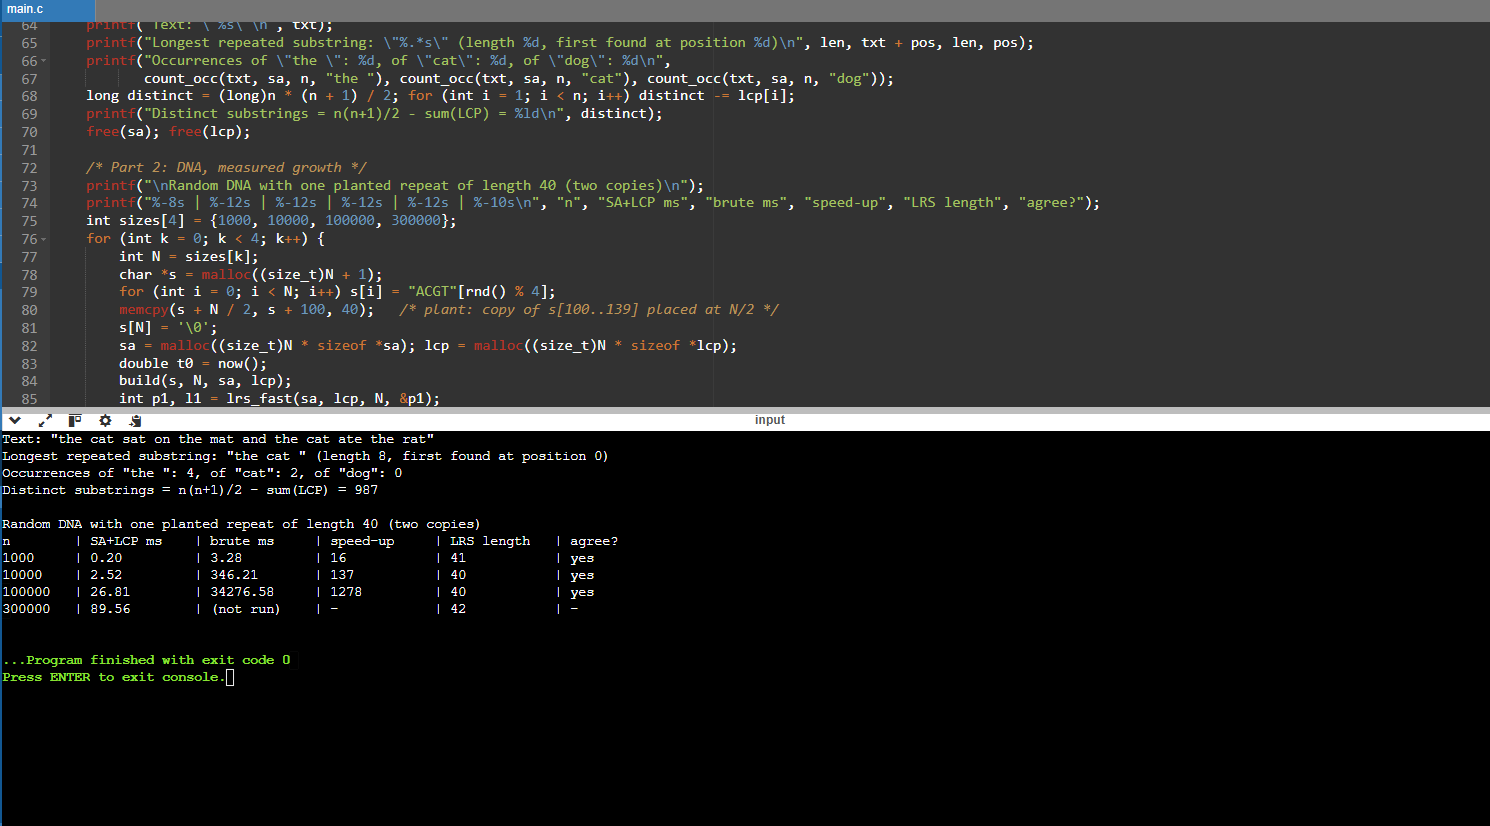 main.c
64 printf("Text: \"%s\"\n", txt);
65 printf("Longest repeated substring: \"%.*s\" (length %d, first found at position %d)\n", len, txt + pos, len, pos);
66 printf("Occurrences of \"the \": %d, of \"cat\": %d, of \"dog\": %d\n",
67 count_occ(txt, sa, n, "the "), count_occ(txt, sa, n, "cat"), count_occ(txt, sa, n, "dog"));
68 long distinct = (long)n * (n + 1) / 2; for (int i = 1; i < n; i++) distinct -= lcp[i];
69 printf("Distinct substrings = n(n+1)/2 - sum(LCP) = %ld\n", distinct);
70 free(sa); free(lcp);
71
72 /* Part 2: DNA, measured growth */
73 printf("\nRandom DNA with one planted repeat of length 40 (two copies)\n");
74 printf("%-8s | %-12s | %-12s | %-12s | %-12s | %-10s\n", "n", "SA+LCP ms", "brute ms", "speed-up", "LRS length", "agree?");
75 int sizes[4] = {1000, 10000, 100000, 300000};
76 for (int k = 0; k < 4; k++) {
77 int N = sizes[k];
78 char *s = malloc((size_t)N + 1);
79 for (int i = 0; i < N; i++) s[i] = "ACGT"[rnd() % 4];
80 memcpy(s + N / 2, s + 100, 40); /* plant: copy of s[100..139] placed at N/2 */
81 s[N] = '\0';
82 sa = malloc((size_t)N * sizeof *sa); lcp = malloc((size_t)N * sizeof *lcp);
83 double t0 = now();
84 build(s, N, sa, lcp);
85 int p1, l1 = lrs_fast(sa, lcp, N, &p1);
input
Text: "the cat sat on the mat and the cat ate the rat"
Longest repeated substring: "the cat " (length 8, first found at position 0)
Occurrences of "the ": 4, of "cat": 2, of "dog": 0
Distinct substrings = n(n+1)/2 - sum(LCP) = 987
Random DNA with one planted repeat of length 40 (two copies)
n | SA+LCP ms | brute ms | speed-up | LRS length | agree?
1000 | 0.20 | 3.28 | 16 | 41 | yes
10000 | 2.52 | 346.21 | 137 | 40 | yes
100000 | 26.81 | 34276.58 | 1278 | 40 | yes
300000 | 89.56 | (not run) | - | 42 | -
...Program finished with exit code 0
Press ENTER to exit console.